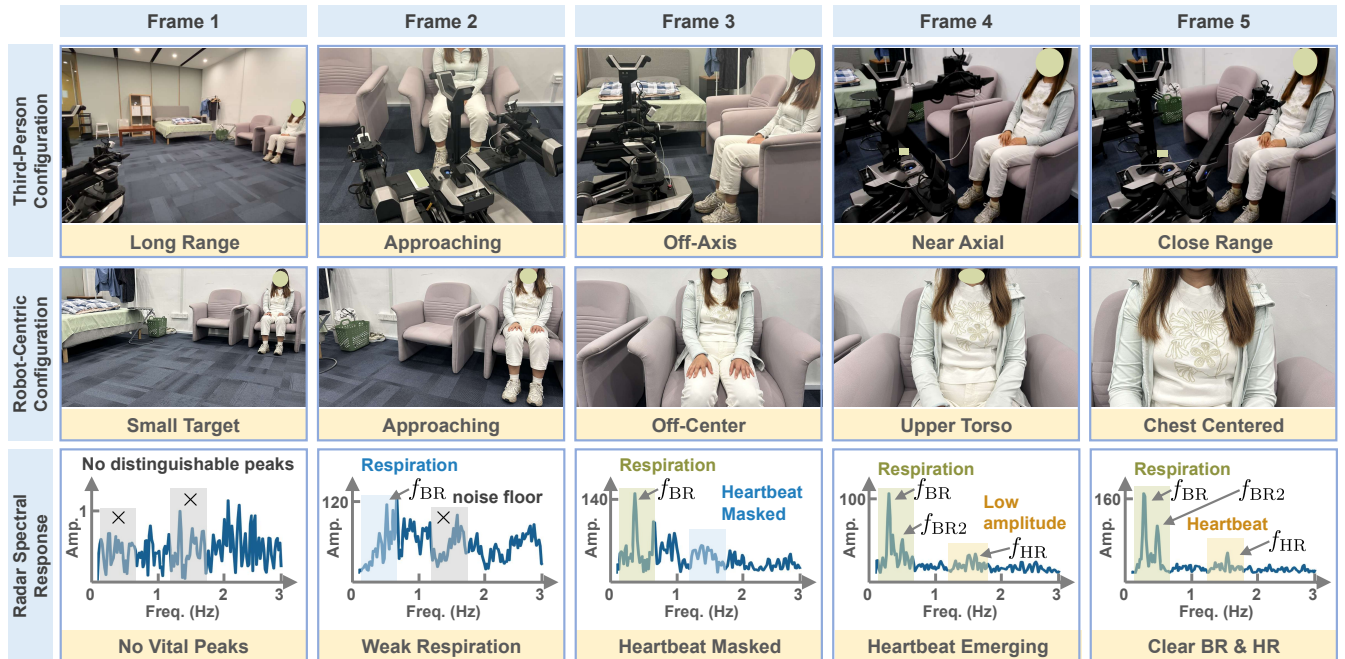 Frame 1
Frame 2
Frame 3
Frame 4
Frame 5
Third-Person
Configuration
Long Range
Approaching
Off-Axis
Near Axial
Close Range
Robot-Centric
Configuration
Small Target
Approaching
Off-Center
Upper Torso
Chest Centered
Radar Spectral
Response
No distinguishable peaks
×
×
1
Amp.
0
1
2
3
Freq. (Hz)
No Vital Peaks
Respiration
f_BR
noise floor
×
120
Amp.
0
1
2
3
Freq. (Hz)
Weak Respiration
Respiration
f_BR
Heartbeat
Masked
140
Amp.
0
1
2
3
Freq. (Hz)
Heartbeat Masked
Respiration
f_BR
f_BR2
Low
amplitude
f_HR
100
Amp.
0
1
2
3
Freq. (Hz)
Heartbeat Emerging
Respiration
f_BR
f_BR2
Heartbeat
f_HR
160
Amp.
0
1
2
3
Freq. (Hz)
Clear BR & HR